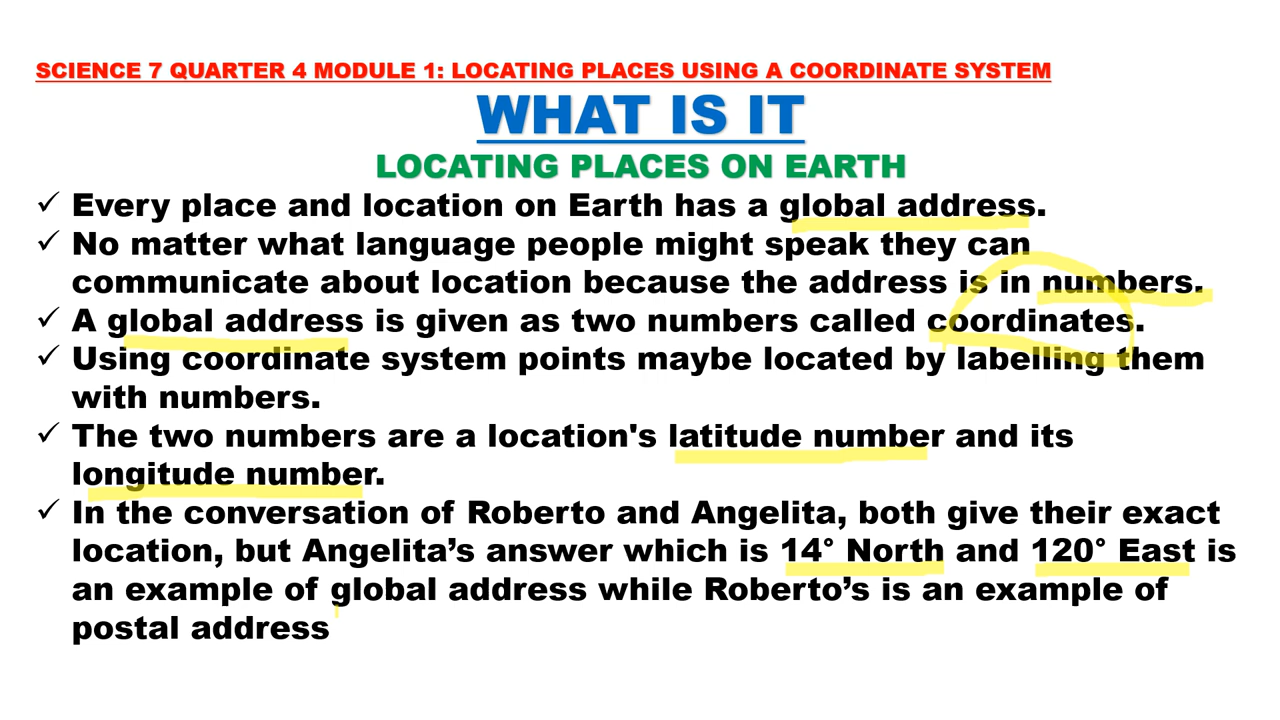 SCIENCE 7 QUARTER 4 MODULE 1: LOCATING PLACES USING A COORDINATE SYSTEM
WHAT IS IT
LOCATING PLACES ON EARTH
✓ Every place and location on Earth has a global address.
✓ No matter what language people might speak they can
communicate about location because the address is in numbers.
✓ A global address is given as two numbers called coordinates.
✓ Using coordinate system points maybe located by labelling them
with numbers.
✓ The two numbers are a location's latitude number and its
longitude number.
✓ In the conversation of Roberto and Angelita, both give their exact
location, but Angelita’s answer which is 14° North and 120° East is
an example of global address while Roberto’s is an example of
postal address